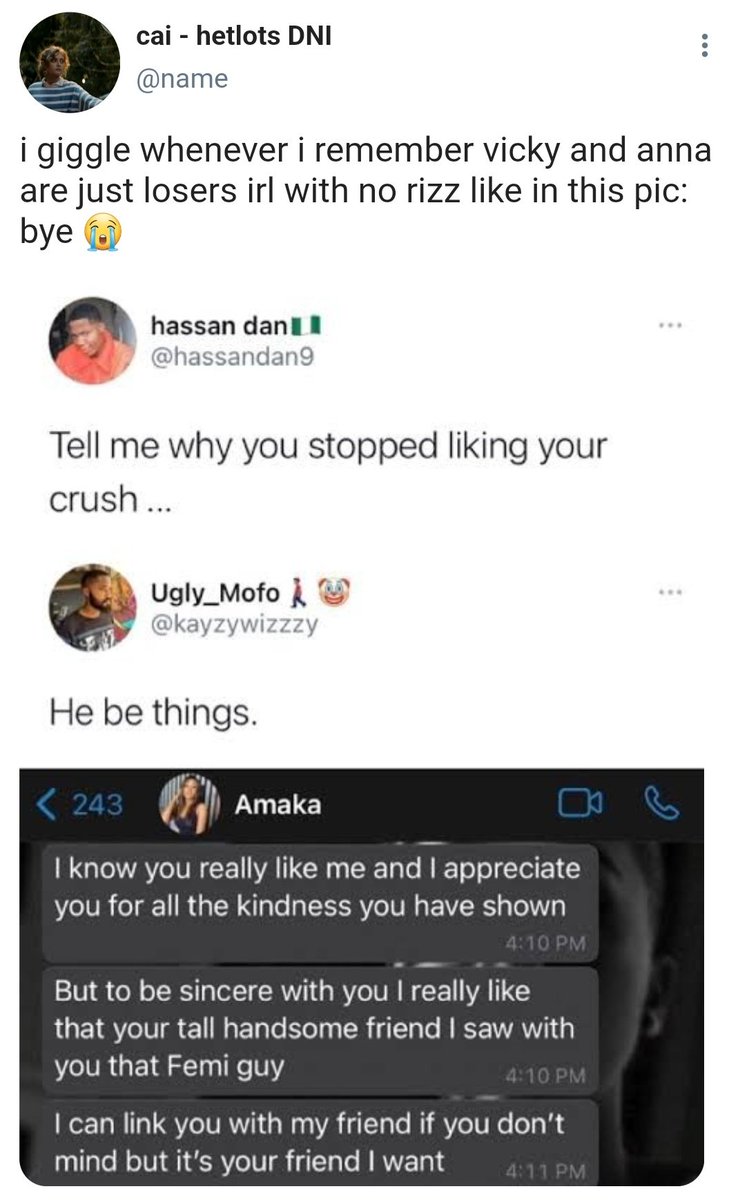 cai - hetlots DNI
@name
i giggle whenever i remember vicky and anna
are just losers irl with no rizz like in this pic:
bye 😭
hassan dan🇳🇬
@hassandan9
Tell me why you stopped liking your
crush ...
Ugly_Mofo 🚶🤡
@kayzywizzzy
He be things.
243 Amaka
I know you really like me and I appreciate
you for all the kindness you have shown
4:10 PM
But to be sincere with you I really like
that your tall handsome friend I saw with
you that Femi guy
4:10 PM
I can link you with my friend if you don't
mind but it's your friend I want
4:11 PM